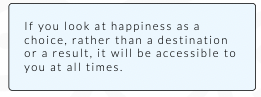 If you look at happiness as a
choice, rather than a destination
or a result, it will be accessible to
you at all times.